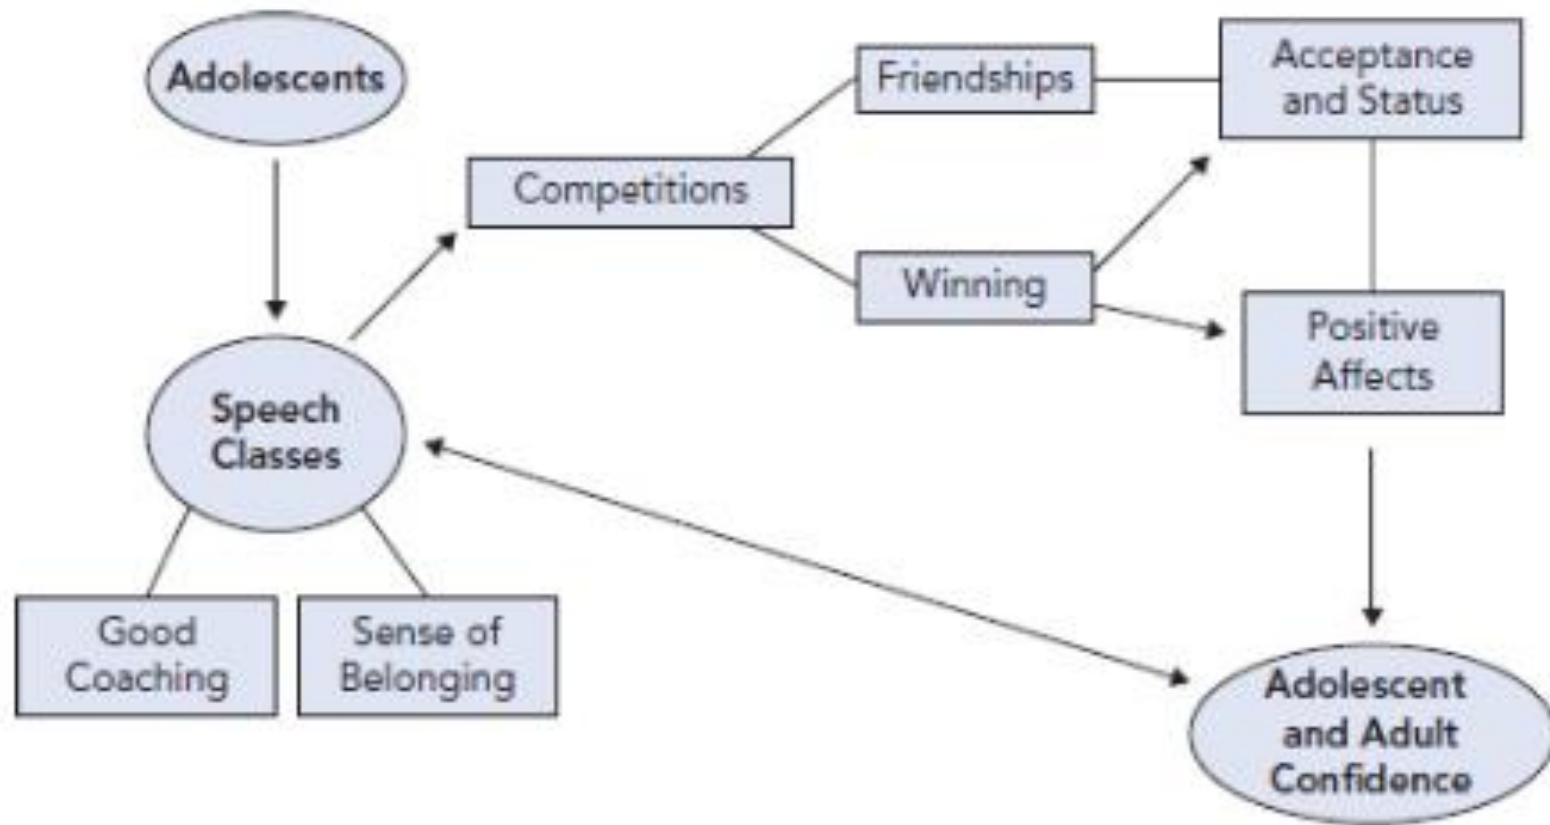 Adolescents
Friendships
Acceptance
and Status
Competitions
Winning
Positive
Affects
Speech
Classes
Good
Coaching
Sense of
Belonging
Adolescent
and Adult
Confidence